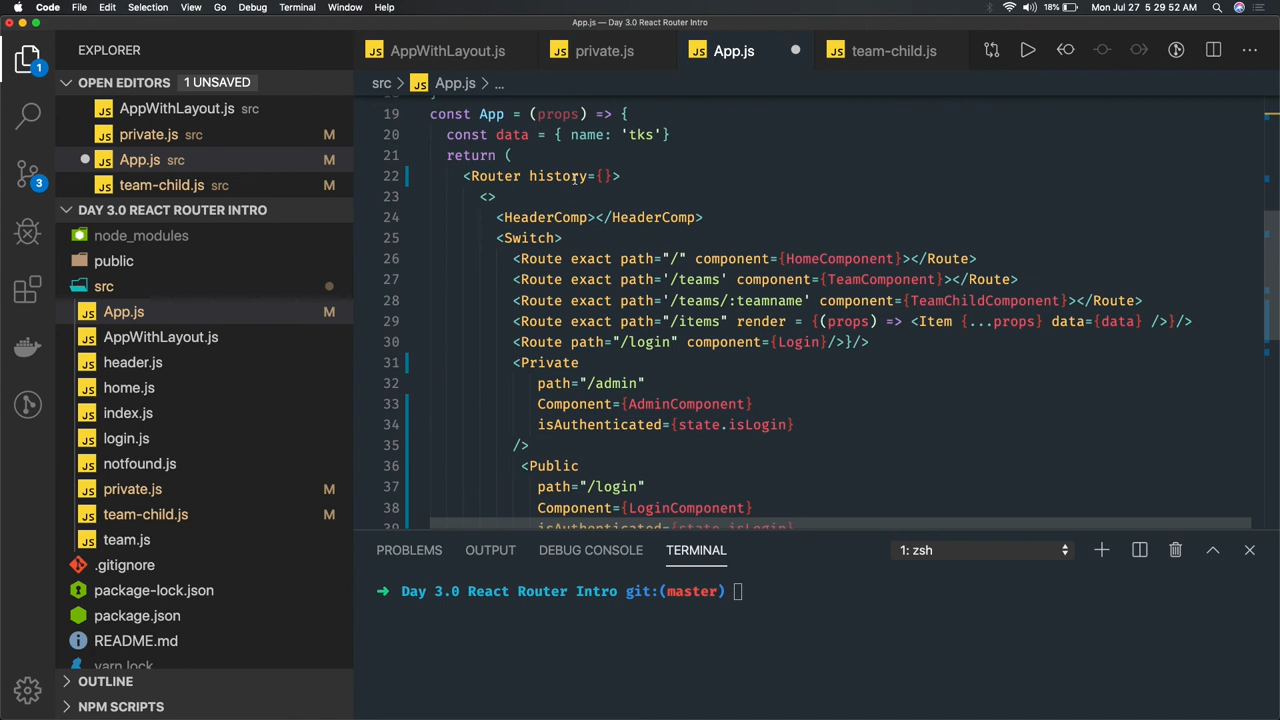 Code File Edit Selection View Go Debug Terminal Window Help 18% Mon Jul 27 5:29:52 AM
App.js — Day 3.0 React Router Intro
EXPLORER
AppWithLayout.js private.js App.js team-child.js
OPEN EDITORS 1 UNSAVED
src > App.js > ...
AppWithLayout.js src
private.js src M
App.js src M
team-child.js src M
DAY 3.0 REACT ROUTER INTRO
node_modules
public
src
App.js M
AppWithLayout.js
header.js
home.js
index.js
login.js
notfound.js
private.js M
team-child.js M
team.js
.gitignore
package-lock.json
package.json
README.md
yarn.lock
OUTLINE
NPM SCRIPTS
1
3
19 const App = (props) => {
20 const data = { name: 'tks'}
21 return (
22 <Router history={}>
23 <>
24 <HeaderComp></HeaderComp>
25 <Switch>
26 <Route exact path="/" component={HomeComponent}></Route>
27 <Route exact path='/teams' component={TeamComponent}></Route>
28 <Route exact path='/teams/:teamname' component={TeamChildComponent}></Route>
29 <Route exact path="/items" render = {(props) => <Item {...props} data={data} />}/>
30 <Route path="/login" component={Login}/>}/>
31 <Private
32 path="/admin"
33 Component={AdminComponent}
34 isAuthenticated={state.isLogin}
35 />
36 <Public
37 path="/login"
38 Component={LoginComponent}
39 isAuthenticated={state.isLogin}
PROBLEMS OUTPUT DEBUG CONSOLE TERMINAL 1: zsh
➜ Day 3.0 React Router Intro git:(master)